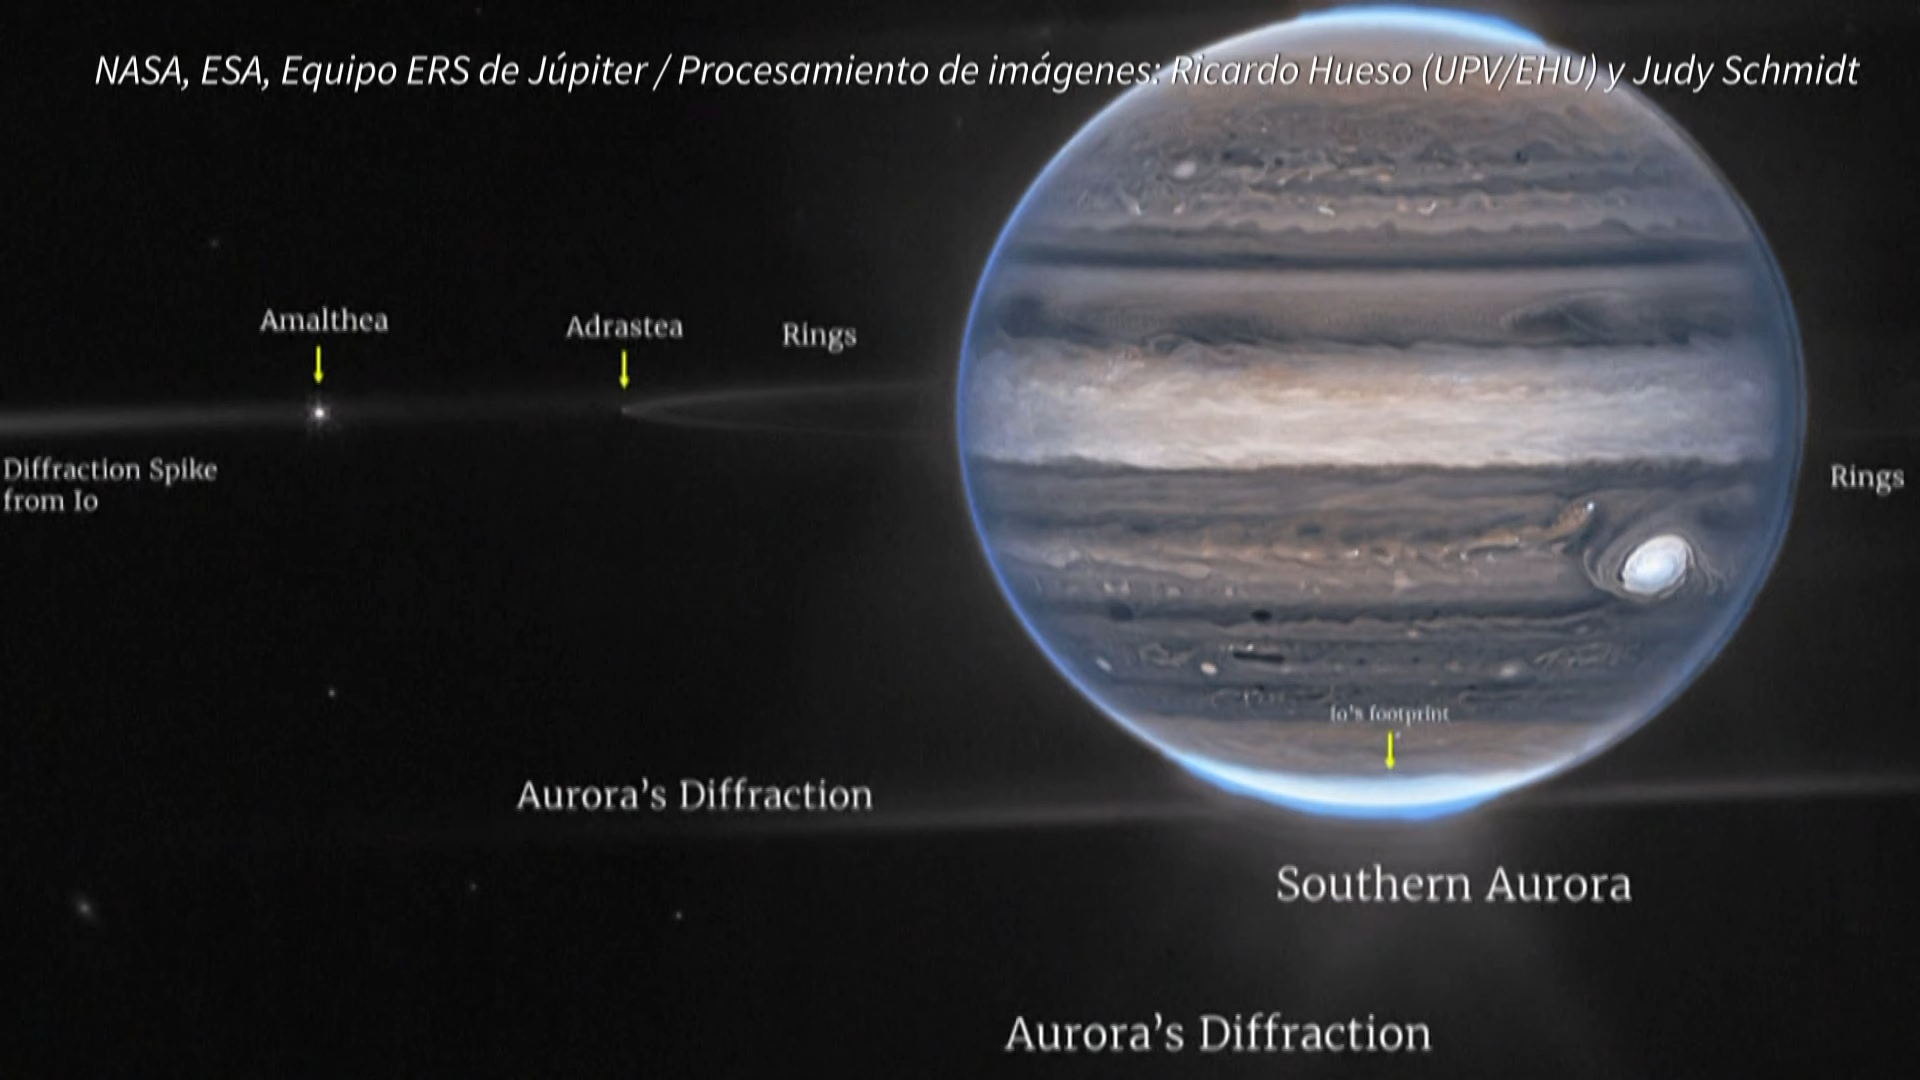 NASA, ESA, Equipo ERS de Júpiter / Procesamiento de imágenes: Ricardo Hueso (UPV/EHU) y Judy Schmidt
Amalthea
Adrastea
Rings
Diffraction Spike
from Io
Rings
Io's footprint
Aurora's Diffraction
Southern Aurora
Aurora's Diffraction